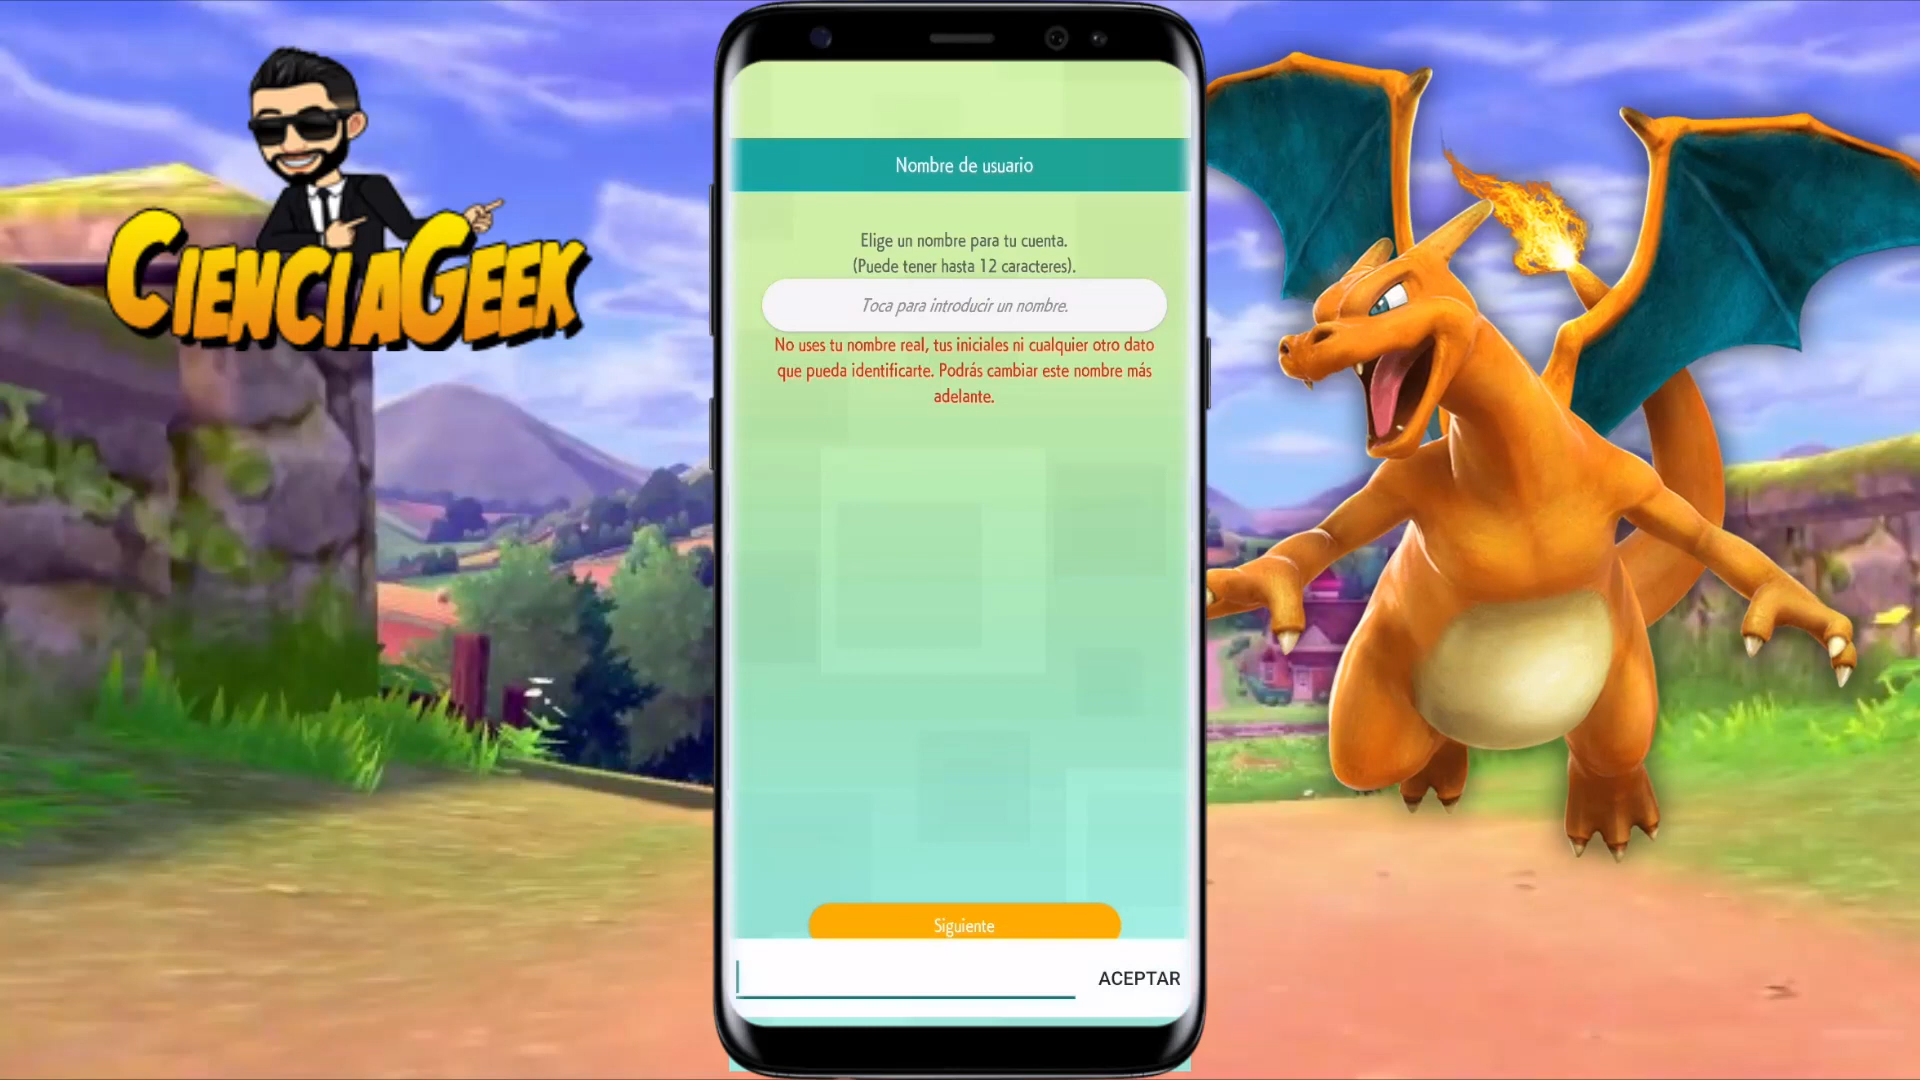 CIENCIAGEEK
Nombre de usuario
Elige un nombre para tu cuenta.
(Puede tener hasta 12 caracteres).
Toca para introducir un nombre.
No uses tu nombre real, tus iniciales ni cualquier otro dato
que pueda identificarte. Podrás cambiar este nombre más
adelante.
Siguiente
ACEPTAR